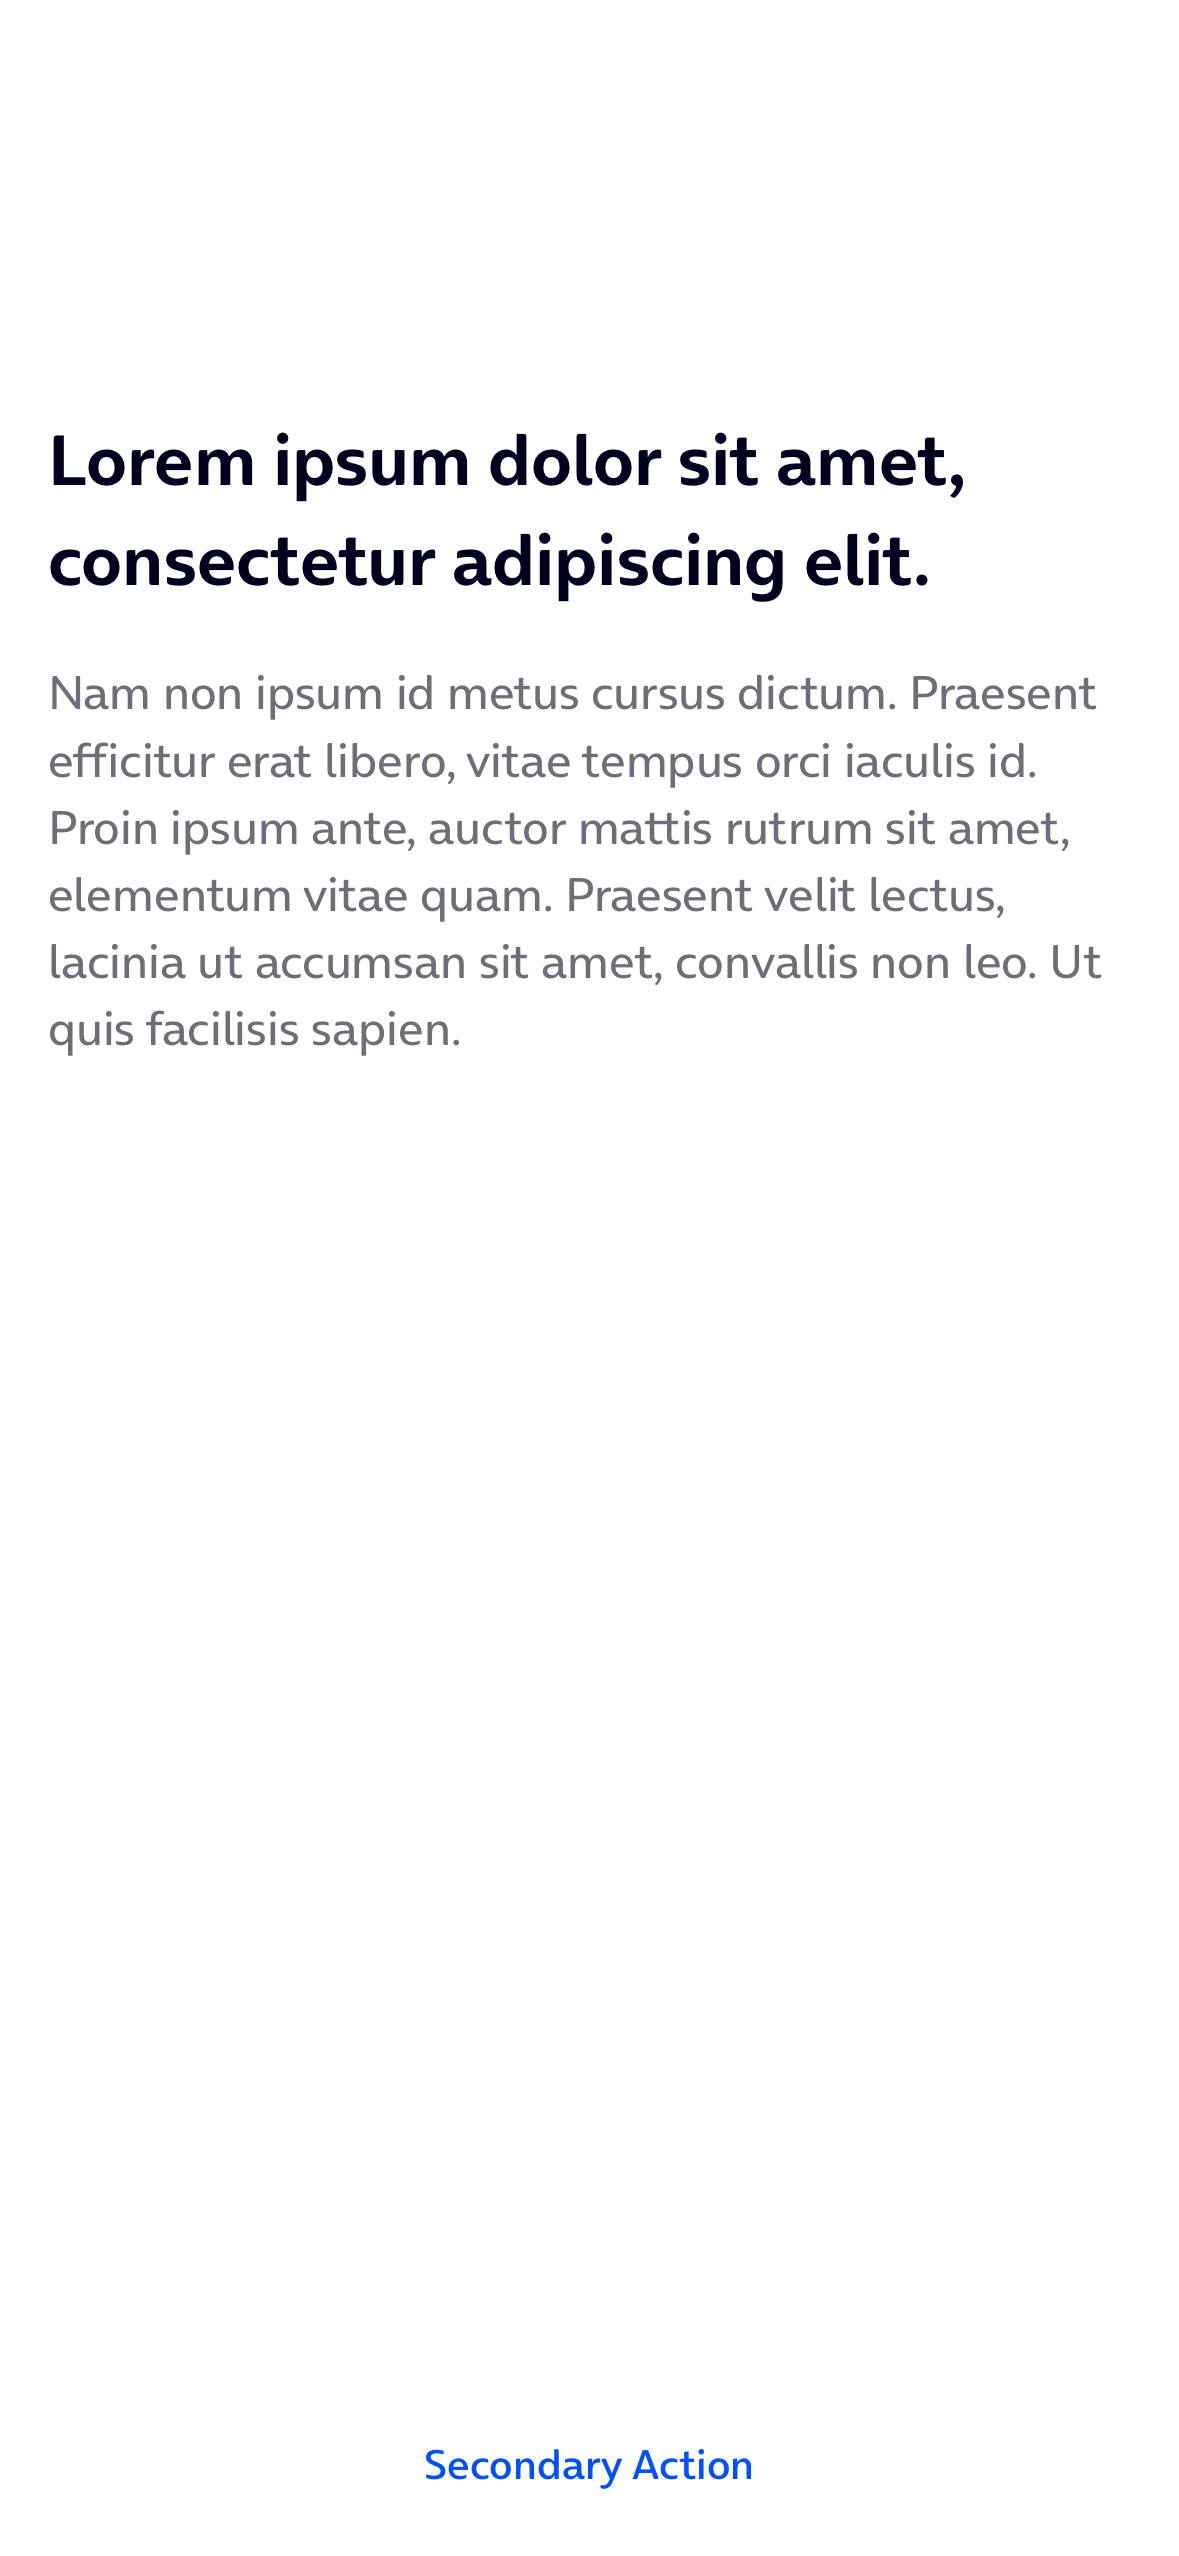 Lorem ipsum dolor sit amet,
consectetur adipiscing elit.
Nam non ipsum id metus cursus dictum. Praesent
efficitur erat libero, vitae tempus orci iaculis id.
Proin ipsum ante, auctor mattis rutrum sit amet,
elementum vitae quam. Praesent velit lectus,
lacinia ut accumsan sit amet, convallis non leo. Ut
quis facilisis sapien.
Secondary Action